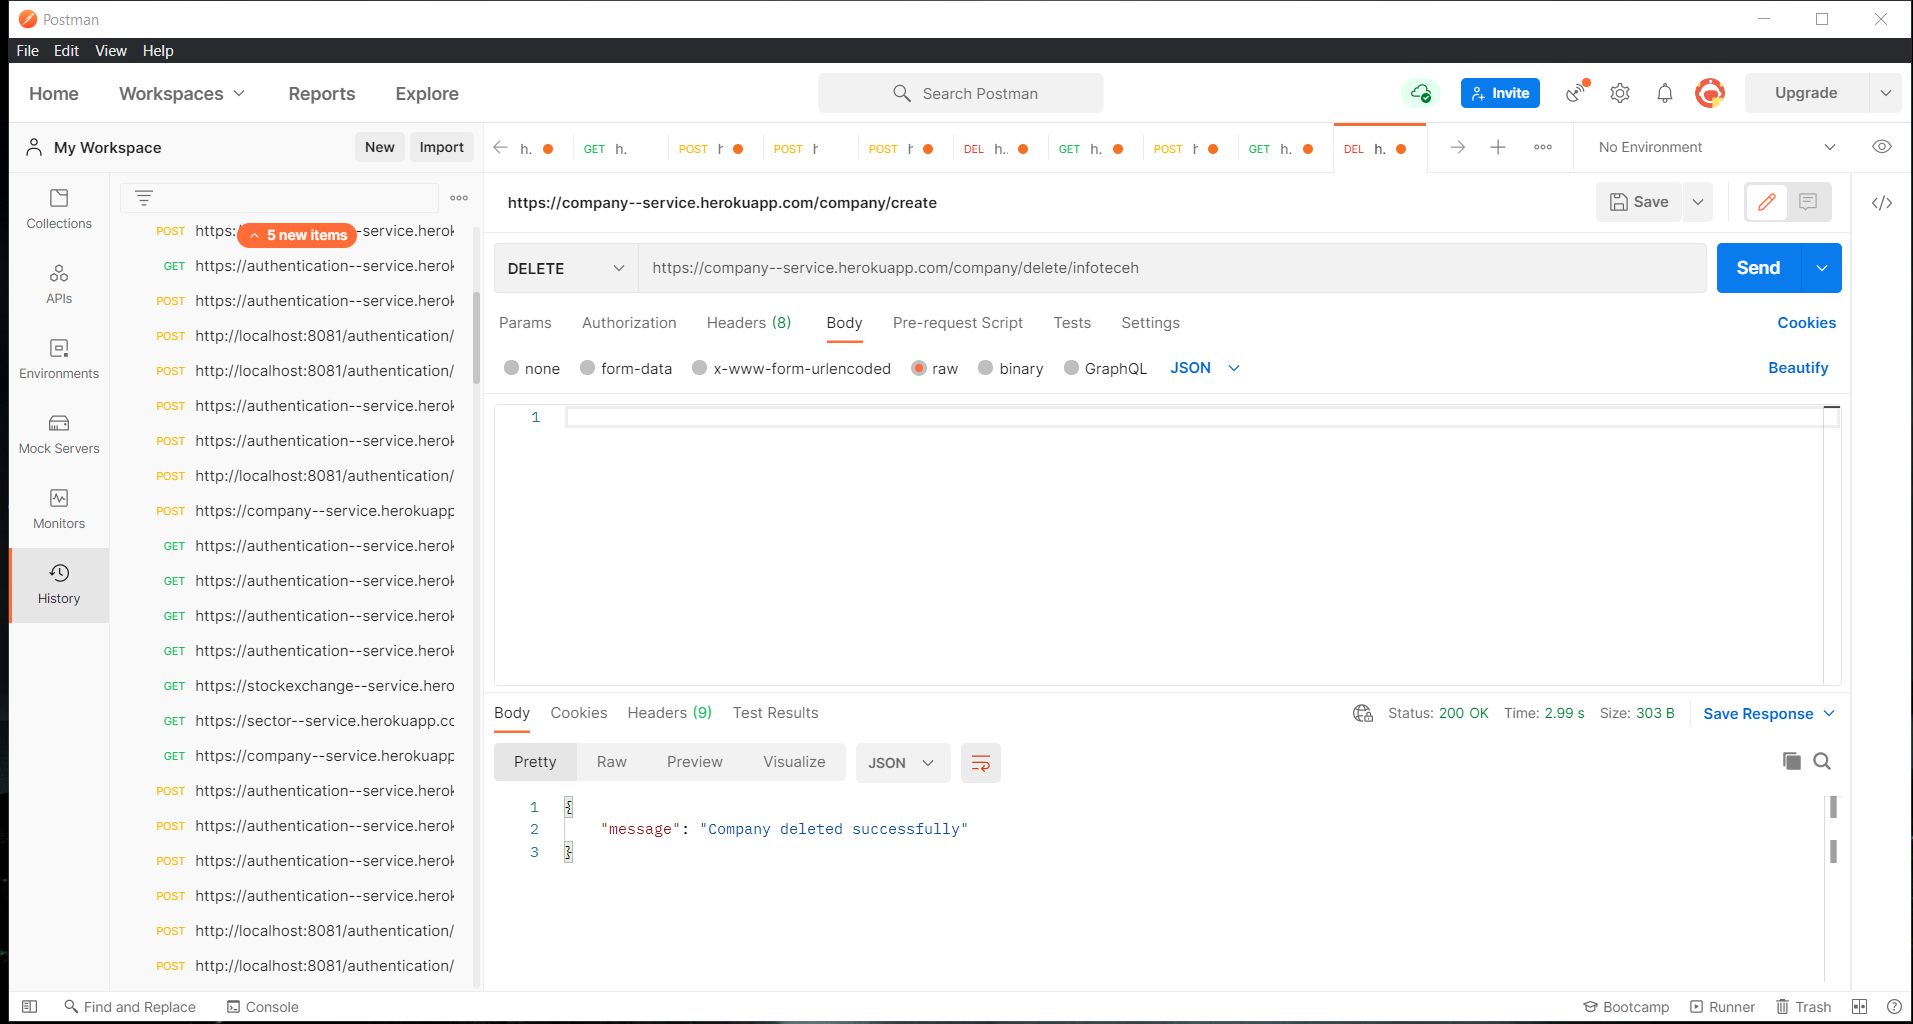 Postman
File Edit View Help
Home Workspaces Reports Explore
Search Postman
Invite
Upgrade
My Workspace
New Import
h. GET h. POST POST POST DEL h.. GET h. POST GET h. DEL h.
No Environment
Collections
APIs
Environments
Mock Servers
Monitors
History
5 new items
POST https:/ -service.herok
GET https://authentication--service.herok
POST https://authentication--service.herok
POST http://localhost:8081/authentication/
POST http://localhost:8081/authentication/
POST https://authentication--service.herok
POST https://authentication--service.herok
POST http://localhost:8081/authentication/
POST https://company--service.herokuapp
GET https://authentication--service.herok
GET https://authentication--service.herok
GET https://authentication--service.herok
GET https://authentication--service.herok
GET https://stockexchange--service.hero
GET https://sector--service.herokuapp.cc
GET https://company--service.herokuapp
POST https://authentication--service.herok
POST https://authentication--service.herok
POST https://authentication--service.herok
POST https://authentication--service.herok
POST http://localhost:8081/authentication/
POST http://localhost:8081/authentication/
https://company--service.herokuapp.com/company/create
Save
DELETE https://company--service.herokuapp.com/company/delete/infoteceh
Send
Params Authorization Headers (8) Body Pre-request Script Tests Settings
Cookies
none form-data x-www-form-urlencoded raw binary GraphQL JSON
Beautify
1
Body Cookies Headers (9) Test Results
Status: 200 OK Time: 2.99 s Size: 303 B
Save Response
Pretty Raw Preview Visualize JSON
1 {
2 "message": "Company deleted successfully"
3 }
Find and Replace Console
Bootcamp Runner Trash